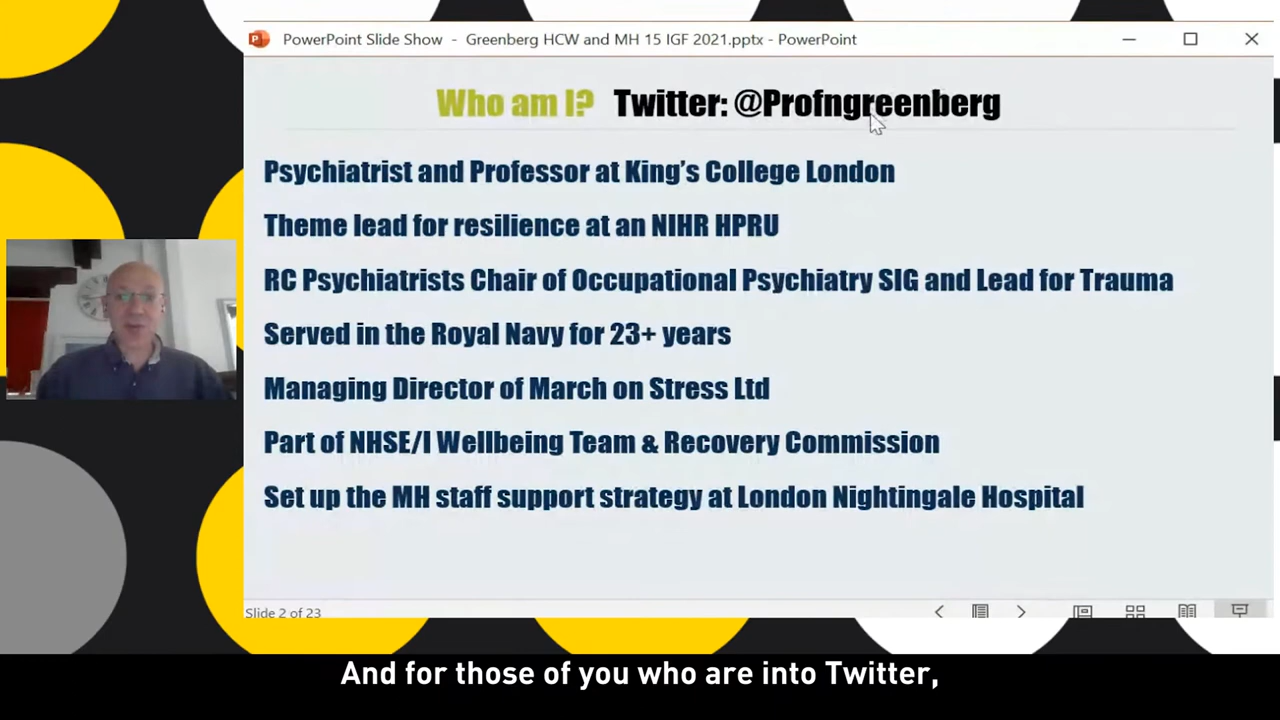 PowerPoint Slide Show - Greenberg HCW and MH 15 IGF 2021.pptx - PowerPoint
Who am I? Twitter: @Profngreenberg
Psychiatrist and Professor at King's College London
Theme lead for resilience at an NIHR HPRU
RC Psychiatrists Chair of Occupational Psychiatry SIG and Lead for Trauma
Served in the Royal Navy for 23+ years
Managing Director of March on Stress Ltd
Part of NHSE/I Wellbeing Team & Recovery Commission
Set up the MH staff support strategy at London Nightingale Hospital
Slide 2 of 23
And for those of you who are into Twitter,